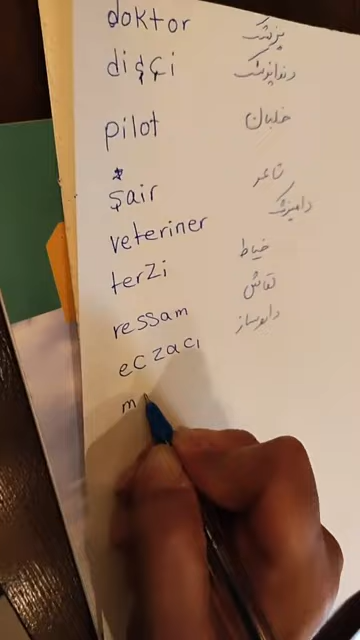 doktor پزشک
dişçi دندانپزشک
pilot خلبان
şair شاعر
veteriner دامپزشک
terzi خیاط
ressam نقاش
eczacı داروساز
m